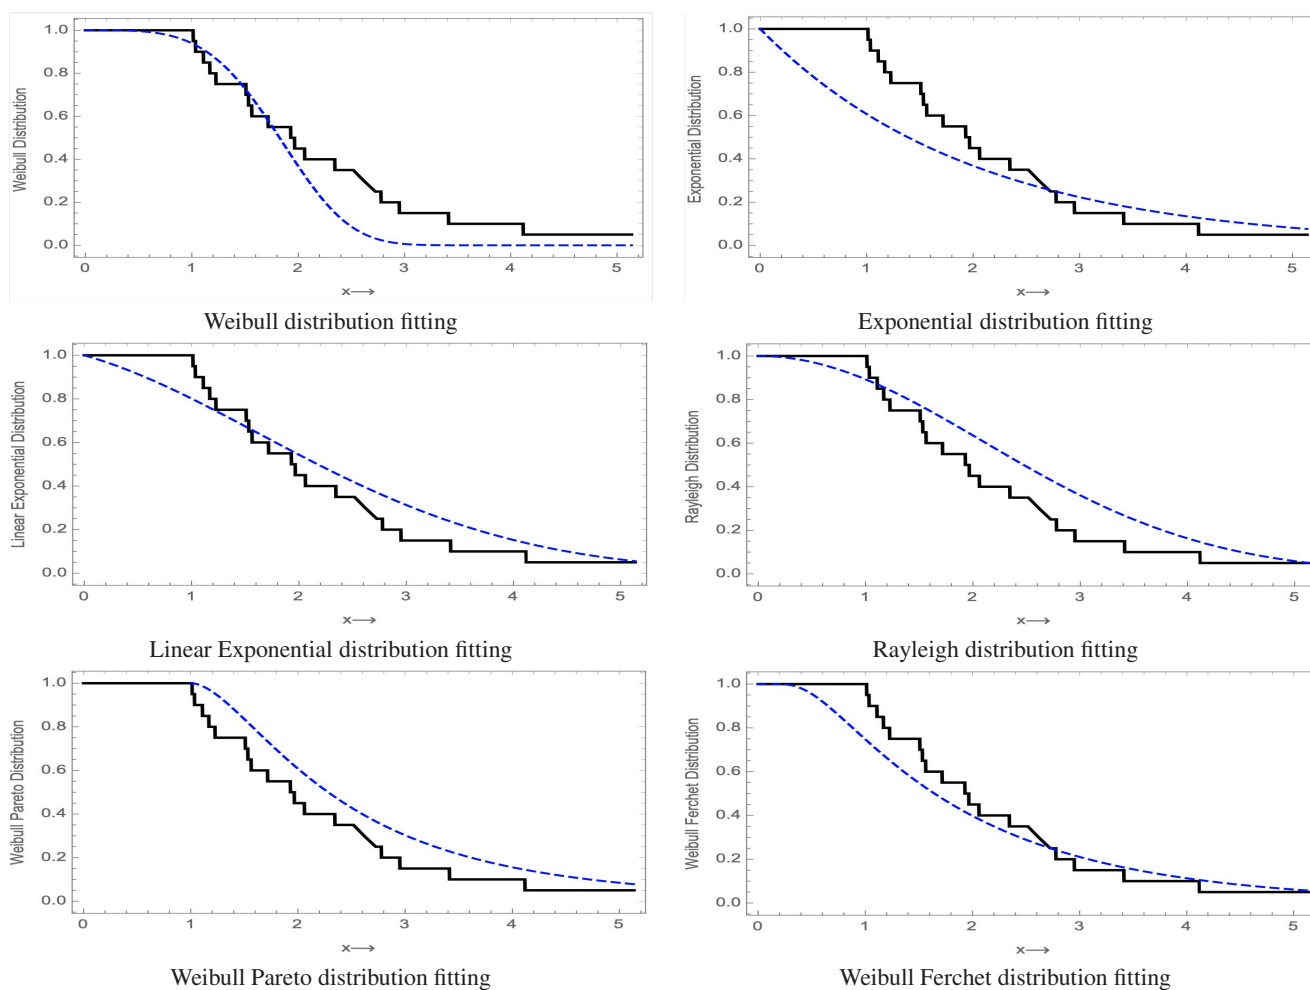 Weibull Distribution
1.0
0.8
0.6
0.4
0.2
0.0
0 1 2 3 4 5
x⟶
Weibull distribution fitting
Exponential Distribution
1.0
0.8
0.6
0.4
0.2
0.0
0 1 2 3 4 5
x⟶
Exponential distribution fitting
Linear Exponential Distribution
1.0
0.8
0.6
0.4
0.2
0.0
0 1 2 3 4 5
x⟶
Linear Exponential distribution fitting
Rayleigh Distribution
1.0
0.8
0.6
0.4
0.2
0.0
0 1 2 3 4 5
x⟶
Rayleigh distribution fitting
Weibull Pareto Distribution
1.0
0.8
0.6
0.4
0.2
0.0
0 1 2 3 4 5
x⟶
Weibull Pareto distribution fitting
Weibull Ferchet Distribution
1.0
0.8
0.6
0.4
0.2
0.0
0 1 2 3 4 5
x⟶
Weibull Ferchet distribution fitting